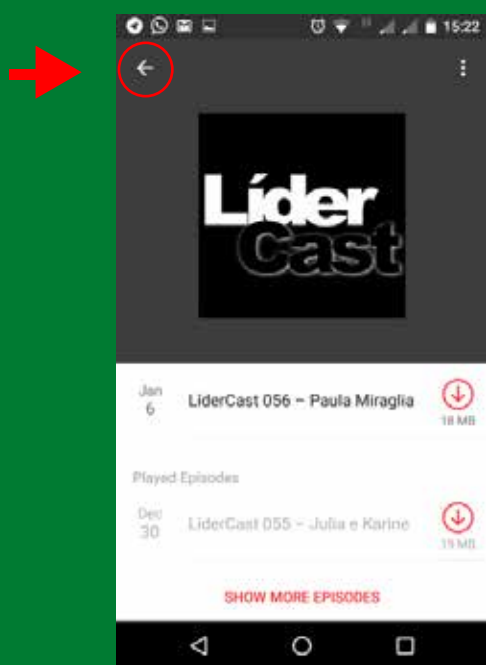 15:22
Líder
Cast
Jan
6
LiderCast 056 – Paula Miraglia
18 MB
Played Episodes
Dec
30
LiderCast 055 – Julia e Karine
19 MB
SHOW MORE EPISODES